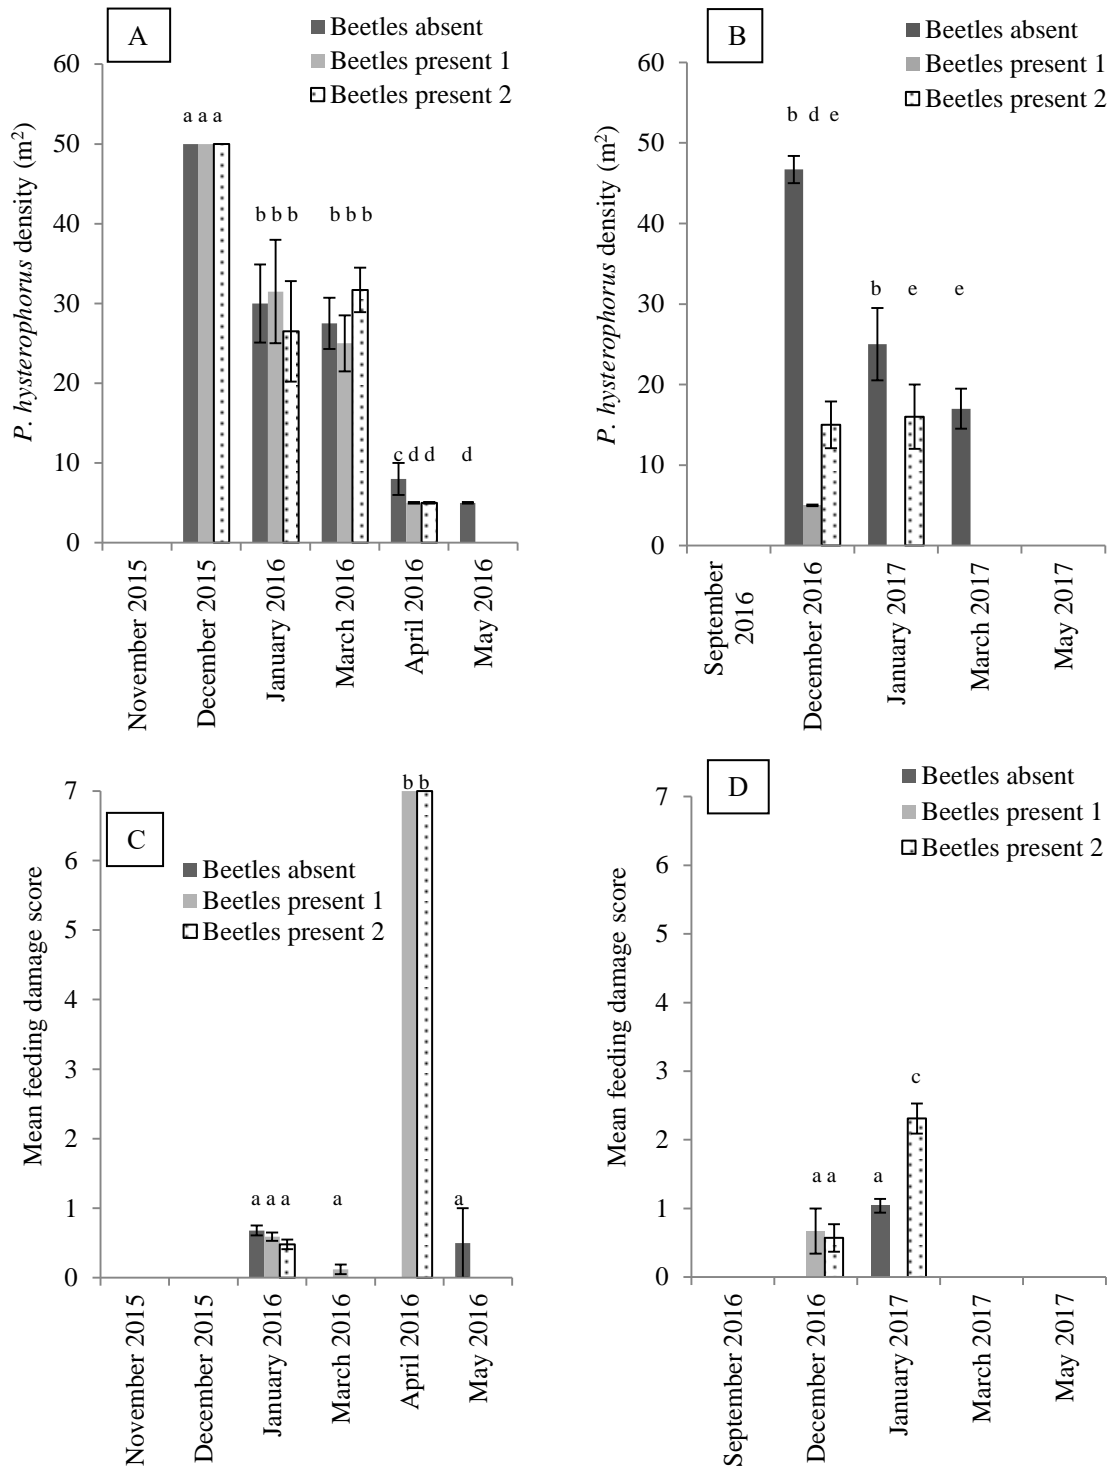 A
Beetles absent
Beetles present 1
Beetles present 2
P. hysterophorus density (m²)
60
50
40
30
20
10
0
a a a
b b b
b b b
c d d
d
November 2015
December 2015
January 2016
March 2016
April 2016
May 2016
B
Beetles absent
Beetles present 1
Beetles present 2
P. hysterophorus density (m²)
60
50
40
30
20
10
0
b d e
b e
e
September
2016
December 2016
January 2017
March 2017
May 2017
C
Beetles absent
Beetles present 1
Beetles present 2
Mean feeding damage score
7
6
5
4
3
2
1
0
a a a
a
b b
a
November 2015
December 2015
January 2016
March 2016
April 2016
May 2016
D
Beetles absent
Beetles present 1
Beetles present 2
Mean feeding damage score
7
6
5
4
3
2
1
0
a a
a
c
September 2016
December 2016
January 2017
March 2017
May 2017